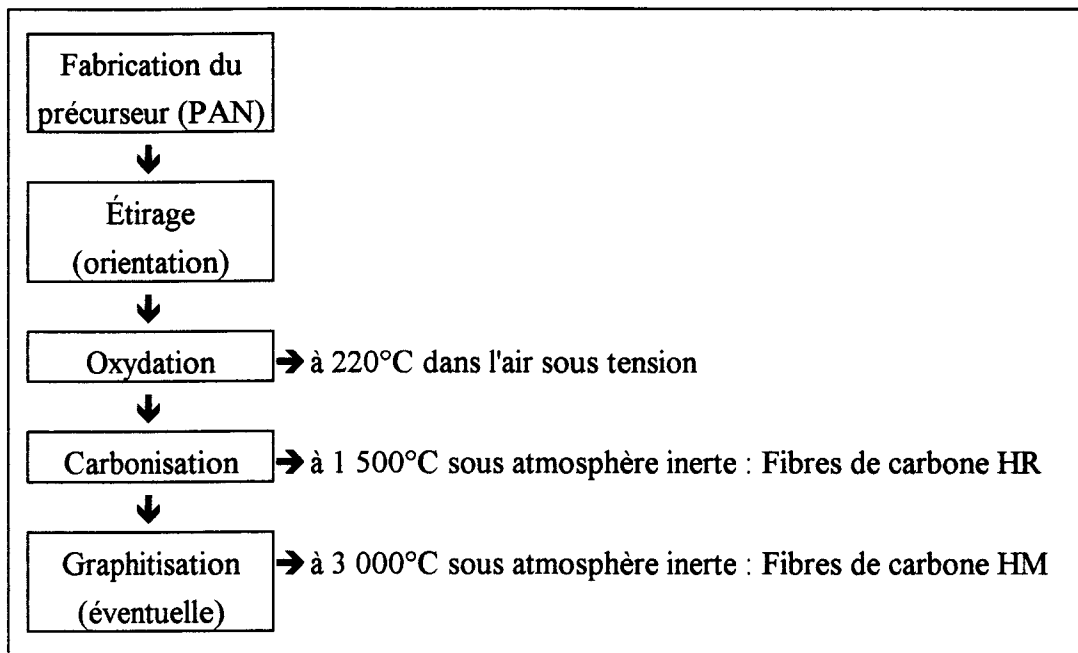 Fabrication du
précurseur (PAN)
Étirage
(orientation)
Oxydation → à 220°C dans l'air sous tension
Carbonisation → à 1 500°C sous atmosphère inerte : Fibres de carbone HR
Graphitisation → à 3 000°C sous atmosphère inerte : Fibres de carbone HM
(éventuelle)